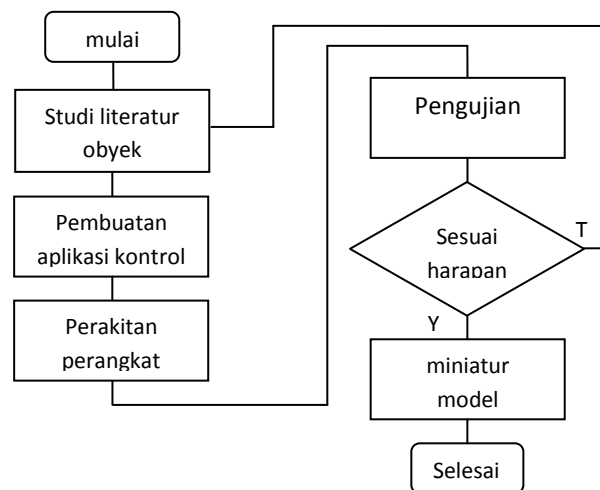 mulai
Studi literatur
obyek
Pembuatan
aplikasi kontrol
Perakitan
perangkat
Pengujian
Sesuai
harapan
T
Y
miniatur
model
Selesai